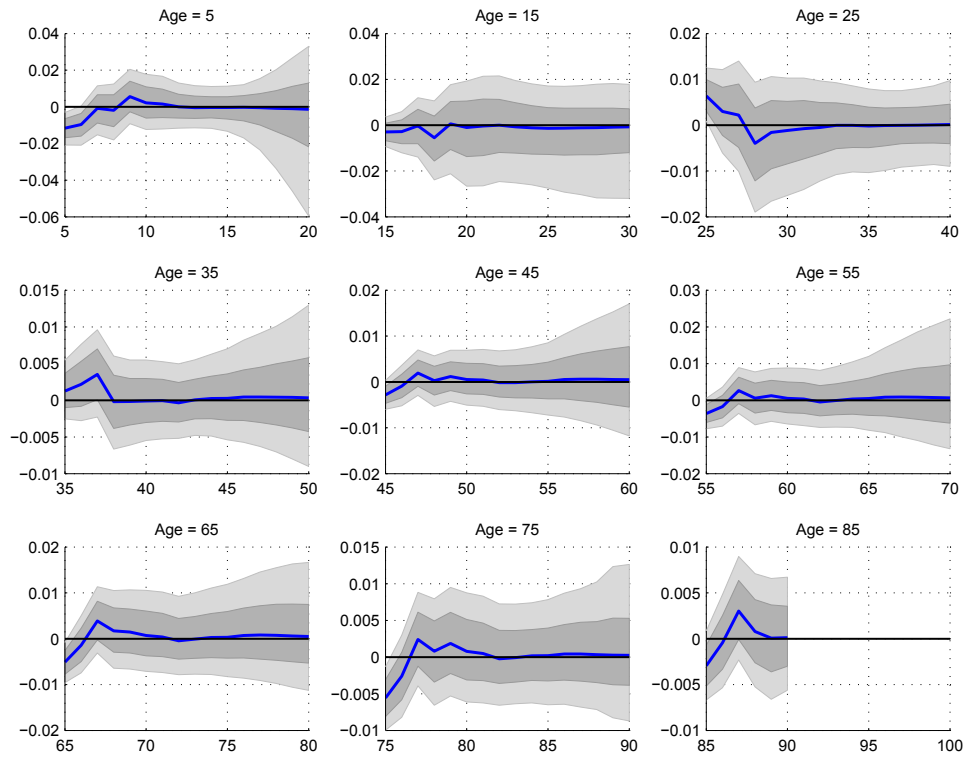 Age = 5
0.04
0.02
0
−0.02
−0.04
−0.06
5 10 15 20
Age = 15
0.04
0.02
0
−0.02
−0.04
15 20 25 30
Age = 25
0.02
0.01
0
−0.01
−0.02
25 30 35 40
Age = 35
0.015
0.01
0.005
0
−0.005
−0.01
35 40 45 50
Age = 45
0.02
0.01
0
−0.01
−0.02
45 50 55 60
Age = 55
0.03
0.02
0.01
0
−0.01
−0.02
55 60 65 70
Age = 65
0.02
0.01
0
−0.01
−0.02
65 70 75 80
Age = 75
0.015
0.01
0.005
0
−0.005
−0.01
75 80 85 90
Age = 85
0.01
0.005
0
−0.005
−0.01
85 90 95 100